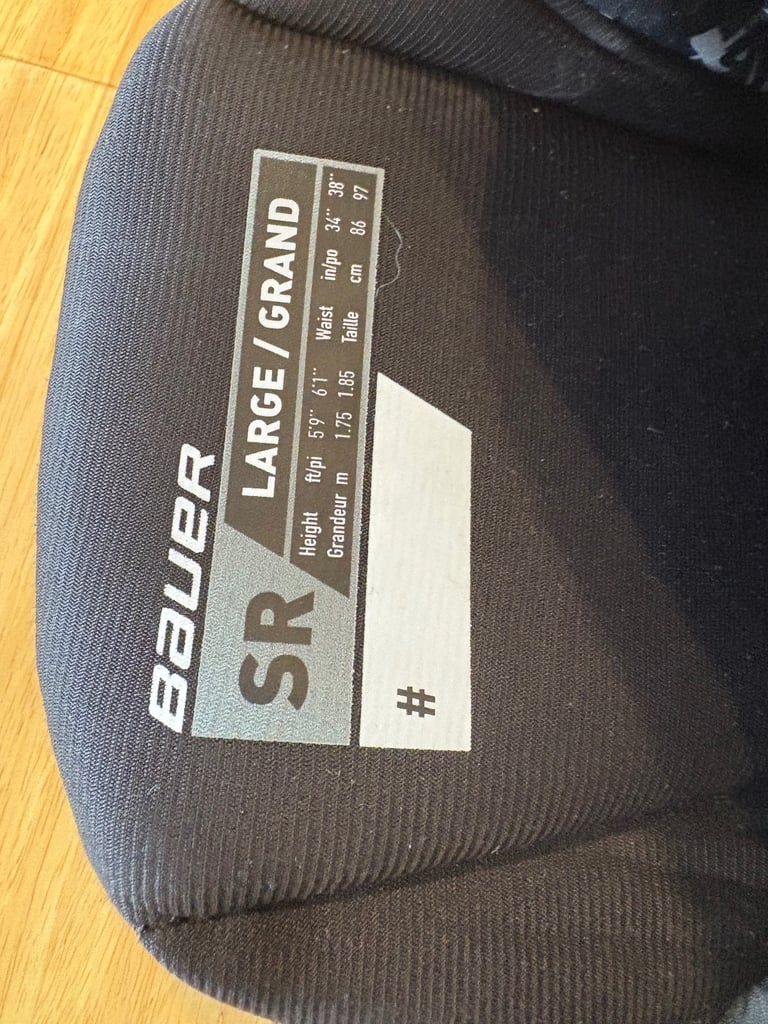 BAUER
SR LARGE / GRAND
Height ft/pi 5'9'' 6'1'' Waist in/po 34'' 38''
Grandeur m 1.75 1.85 Taille cm 86 97
#